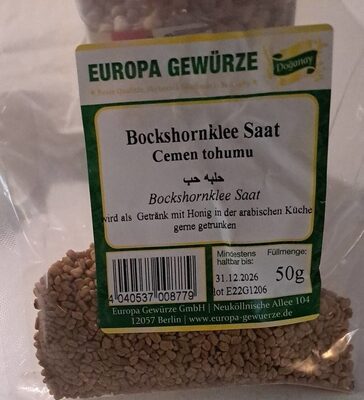 EUROPA GEWÜRZE
Doganay
Bockshornklee Saat
Cemen tohumu
حلبه حب
Bockshornklee Saat
wird als Getränk mit Honig in der arabischen Küche
gerne getrunken
Mindestens
haltbar bis:
Füllmenge:
31.12.2026
50g
lot E22G1206
4 040537 008779
Europa Gewürze GmbH | Neuköllnische Allee 104
12057 Berlin | www.europa-gewuerze.de